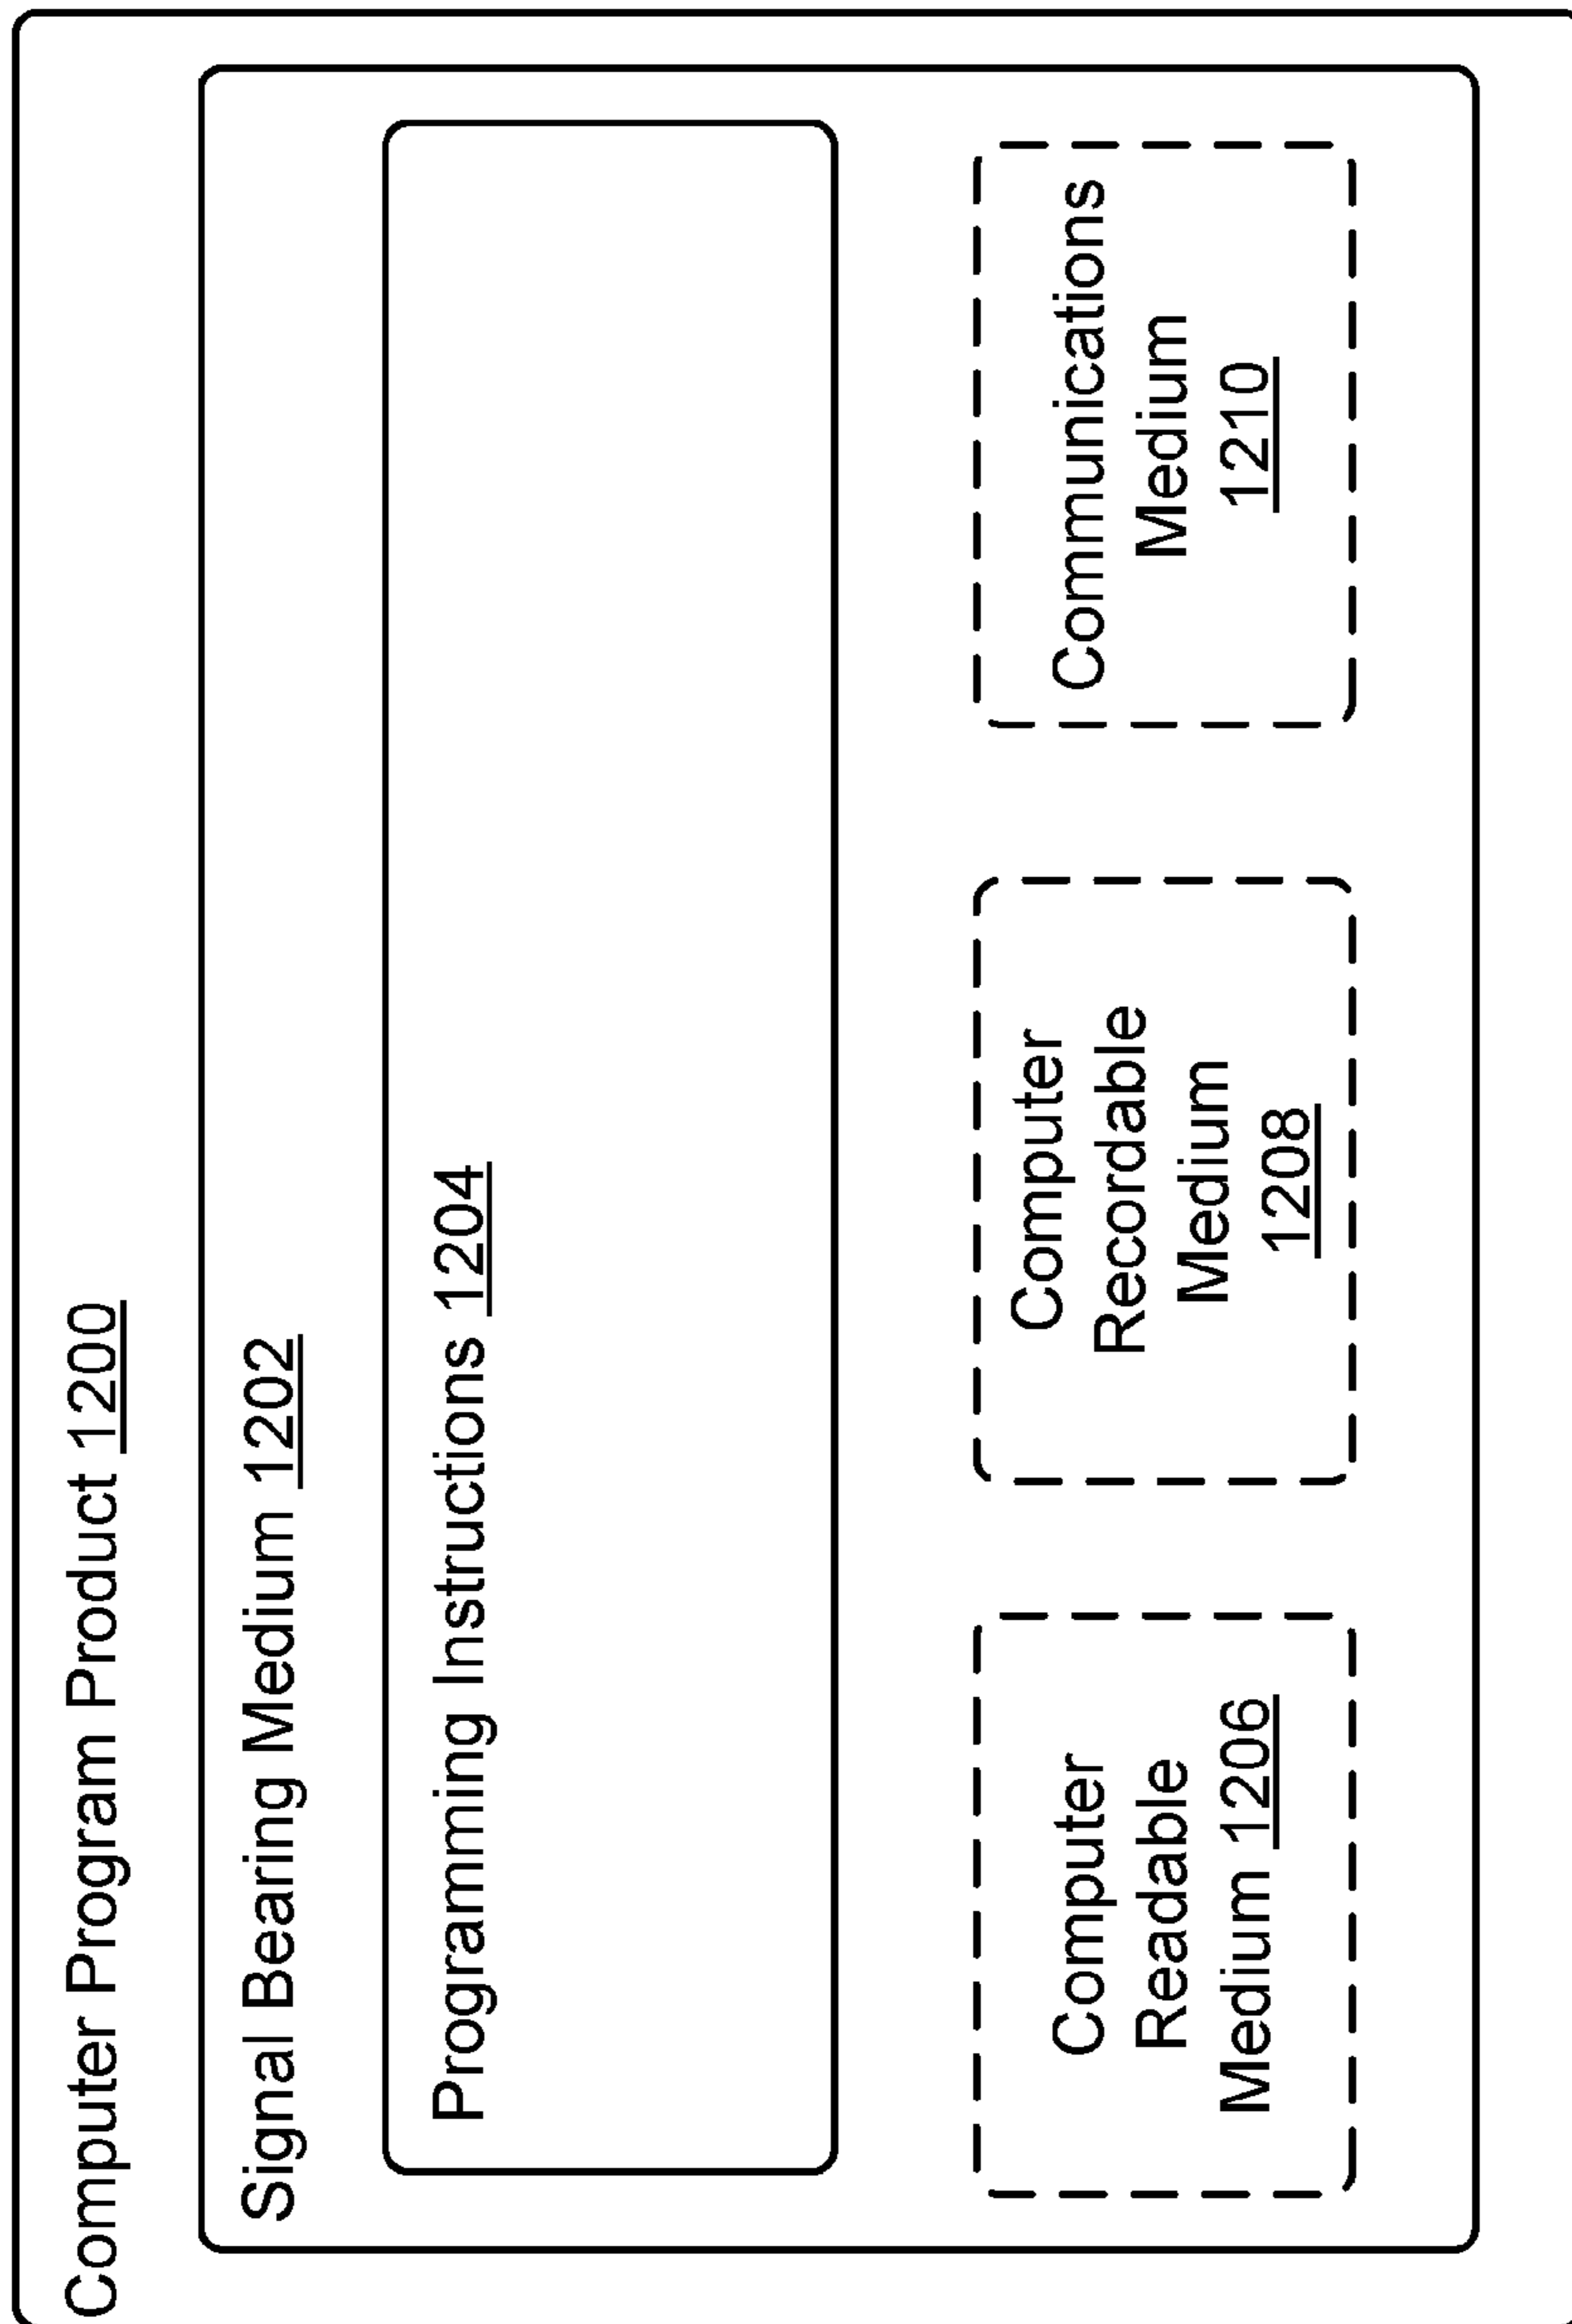 Computer Program Product 1200
Signal Bearing Medium 1202
Programming Instructions 1204
Computer
Readable
Medium 1206
Computer
Recordable
Medium
1208
Communications
Medium
1210